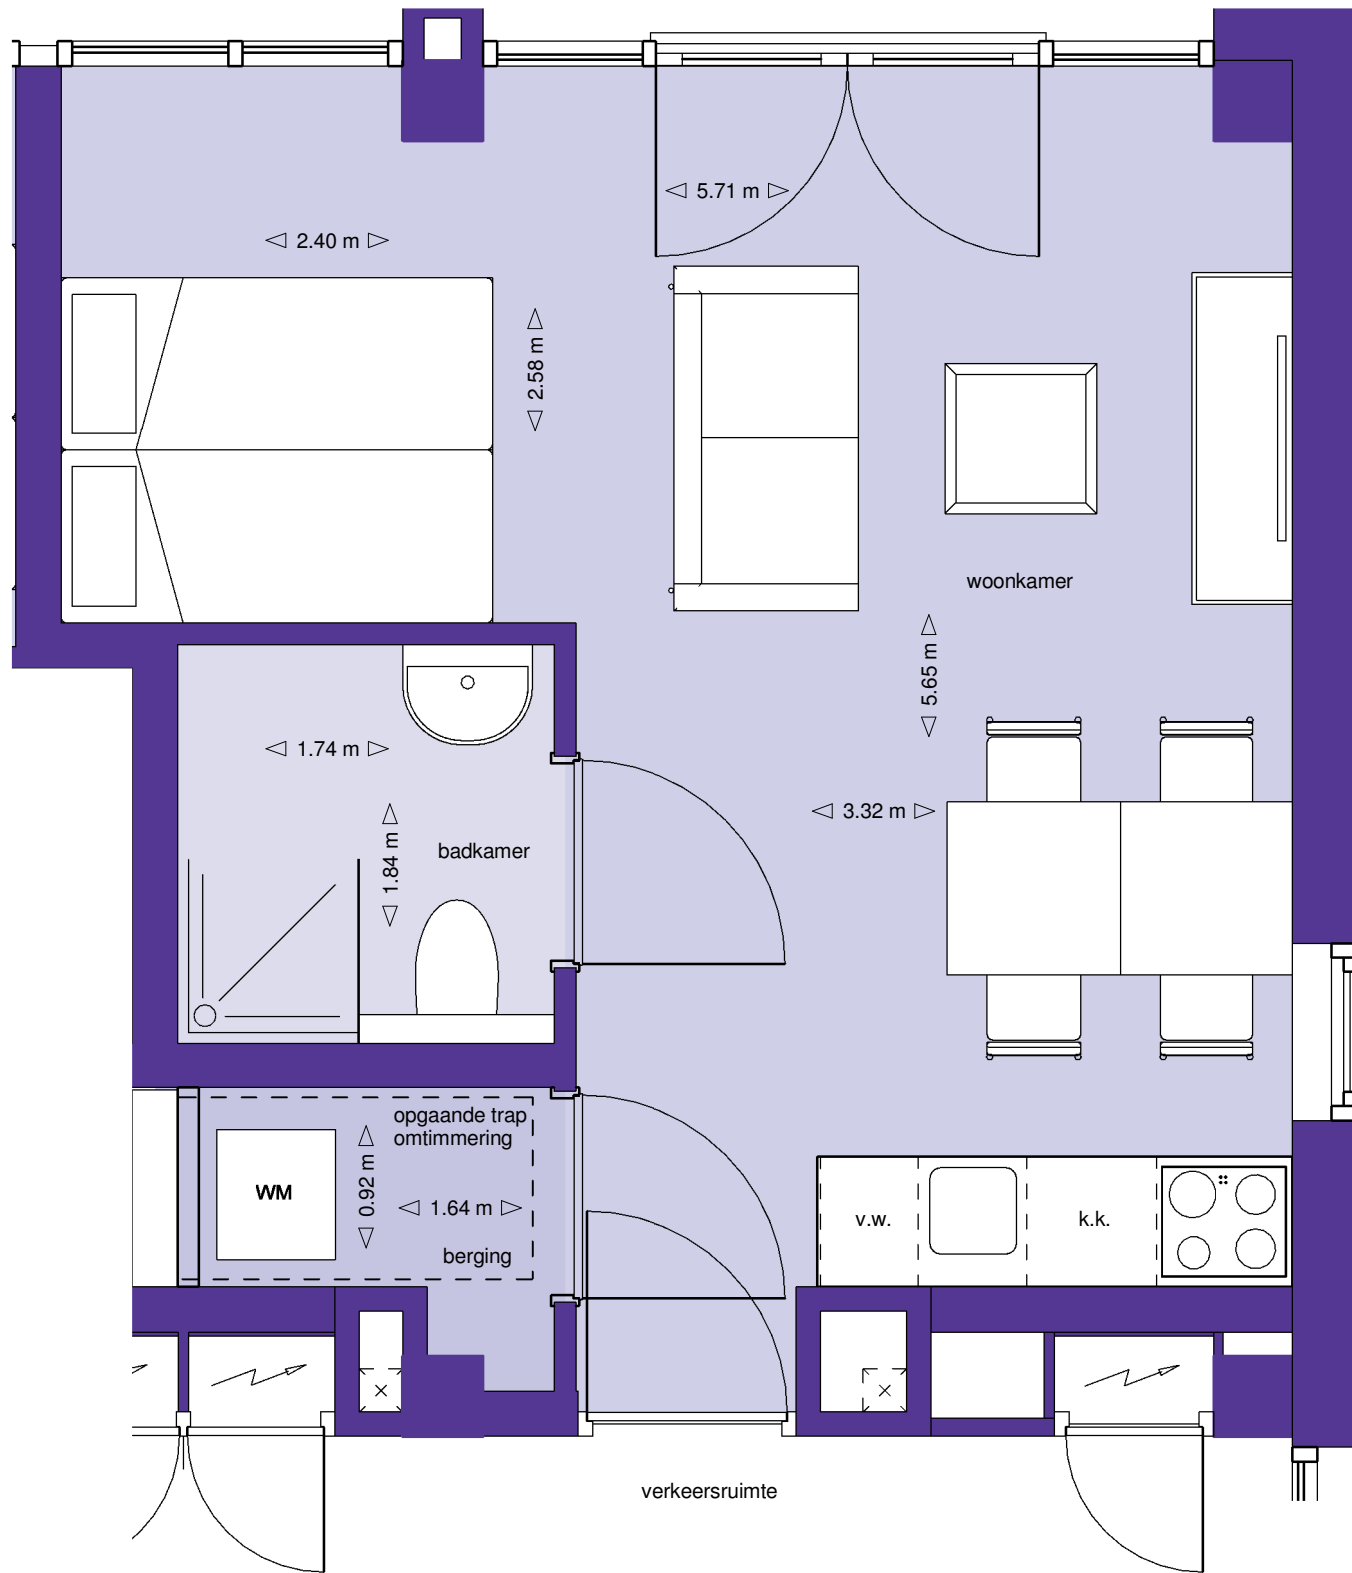 5.71 m
2.40 m
2.58 m
woonkamer
5.65 m
1.74 m
3.32 m
1.84 m
badkamer
opgaande trap
omtimmering
0.92 m
WM
1.64 m
v.w.
k.k.
berging
verkeersruimte